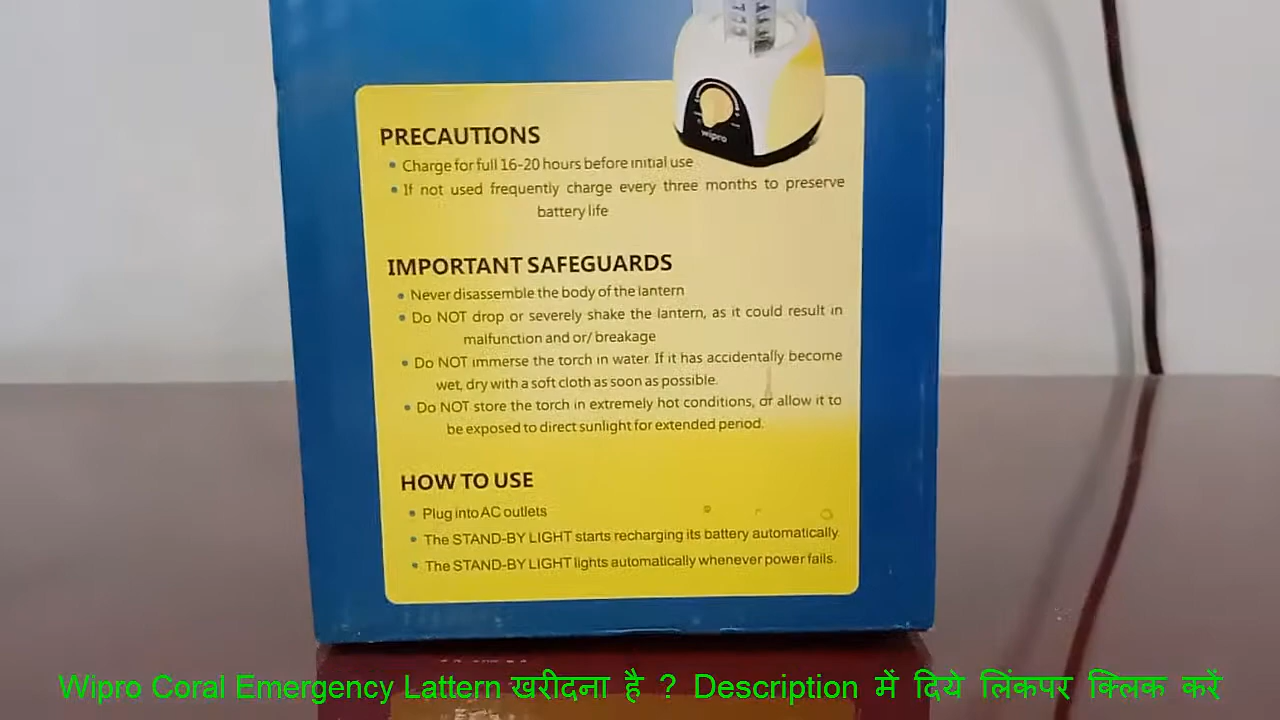 wipro
PRECAUTIONS
• Charge for full 16-20 hours before initial use
• If not used frequently charge every three months to preserve
battery life
IMPORTANT SAFEGUARDS
• Never disassemble the body of the lantern
• Do NOT drop or severely shake the lantern, as it could result in
malfunction and or/ breakage
• Do NOT immerse the torch in water. If it has accidentally become
wet, dry with a soft cloth as soon as possible.
• Do NOT store the torch in extremely hot conditions, or allow it to
be exposed to direct sunlight for extended period.
HOW TO USE
• Plug into AC outlets
• The STAND-BY LIGHT starts recharging its battery automatically.
• The STAND-BY LIGHT lights automatically whenever power fails.
Wipro Coral Emergency Lattern खरीदना है ? Description में दिये लिंकपर क्लिक करें